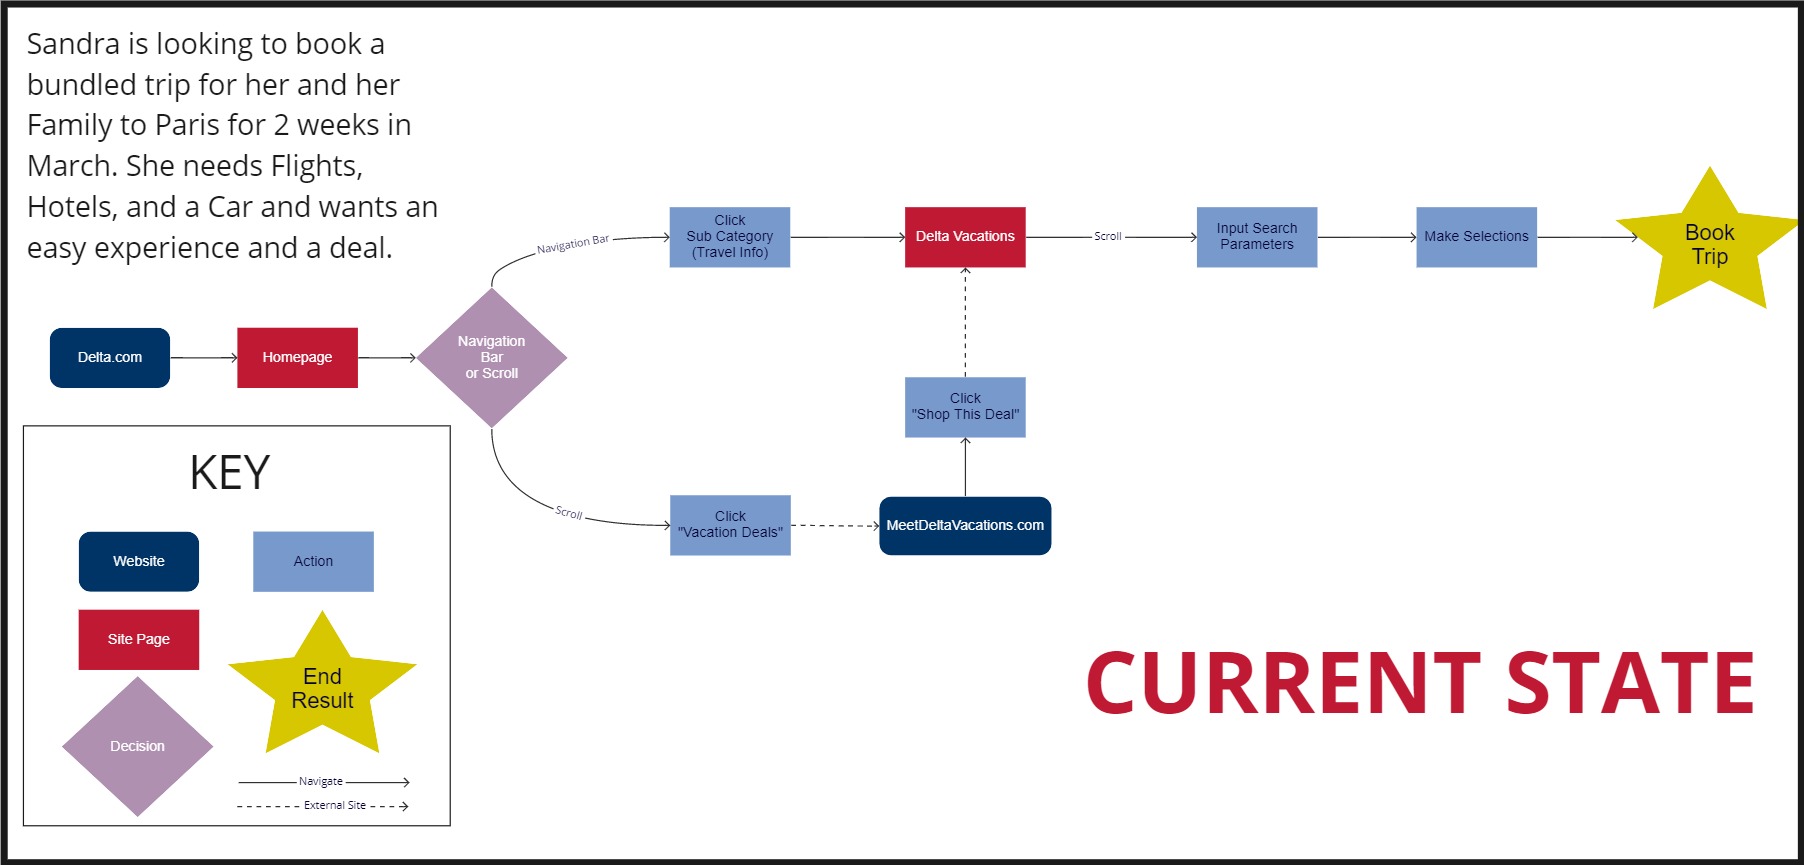 Sandra is looking to book a
bundled trip for her and her
Family to Paris for 2 weeks in
March. She needs Flights,
Hotels, and a Car and wants an
easy experience and a deal.
Delta.com
Homepage
Navigation
Bar
or Scroll
Navigation Bar
Click
Sub Category
(Travel Info)
Delta Vacations
Scroll
Input Search
Parameters
Make Selections
Book
Trip
Click
"Shop This Deal"
Scroll
Click
"Vacation Deals"
MeetDeltaVacations.com
KEY
Website
Action
Site Page
End
Result
Decision
Navigate
External Site
CURRENT STATE